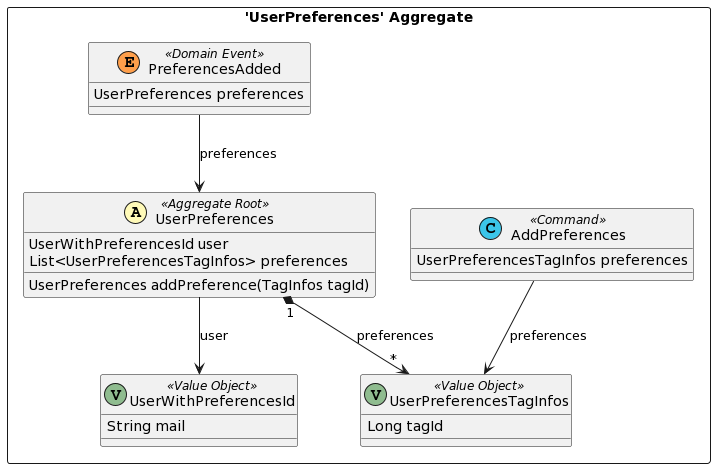 'UserPreferences' Aggregate
E
«Domain Event»
PreferencesAdded
UserPreferences preferences
preferences
A
«Aggregate Root»
UserPreferences
UserWithPreferencesId user
List<UserPreferencesTagInfos> preferences
UserPreferences addPreference(TagInfos tagId)
C
«Command»
AddPreferences
UserPreferencesTagInfos preferences
1
user
preferences
*
preferences
V
«Value Object»
UserWithPreferencesId
String mail
V
«Value Object»
UserPreferencesTagInfos
Long tagId